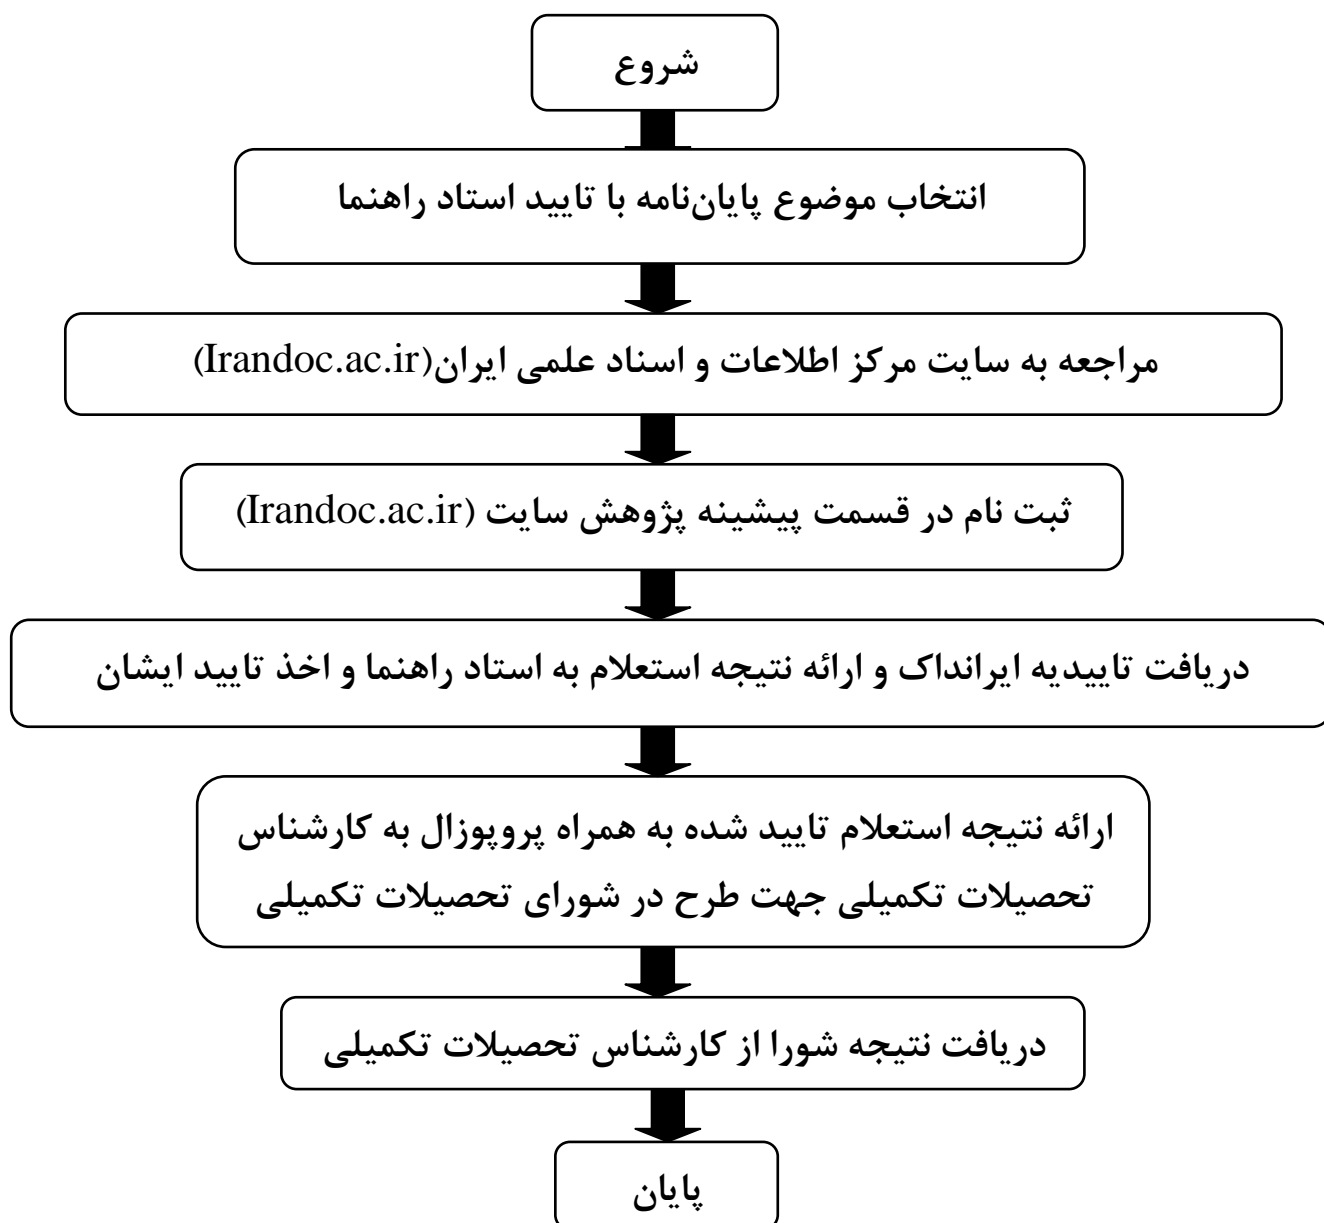 شروع
انتخاب موضوع پایان‌نامه با تایید استاد راهنما
مراجعه به سایت مرکز اطلاعات و اسناد علمی ایران(Irandoc.ac.ir)
ثبت نام در قسمت پیشینه پژوهش سایت (Irandoc.ac.ir)
دریافت تاییدیه ایرانداک و ارائه نتیجه استعلام به استاد راهنما و اخذ تایید ایشان
ارائه نتیجه استعلام تایید شده به همراه پروپوزال به کارشناس
تحصیلات تکمیلی جهت طرح در شورای تحصیلات تکمیلی
دریافت نتیجه شورا از کارشناس تحصیلات تکمیلی
پایان